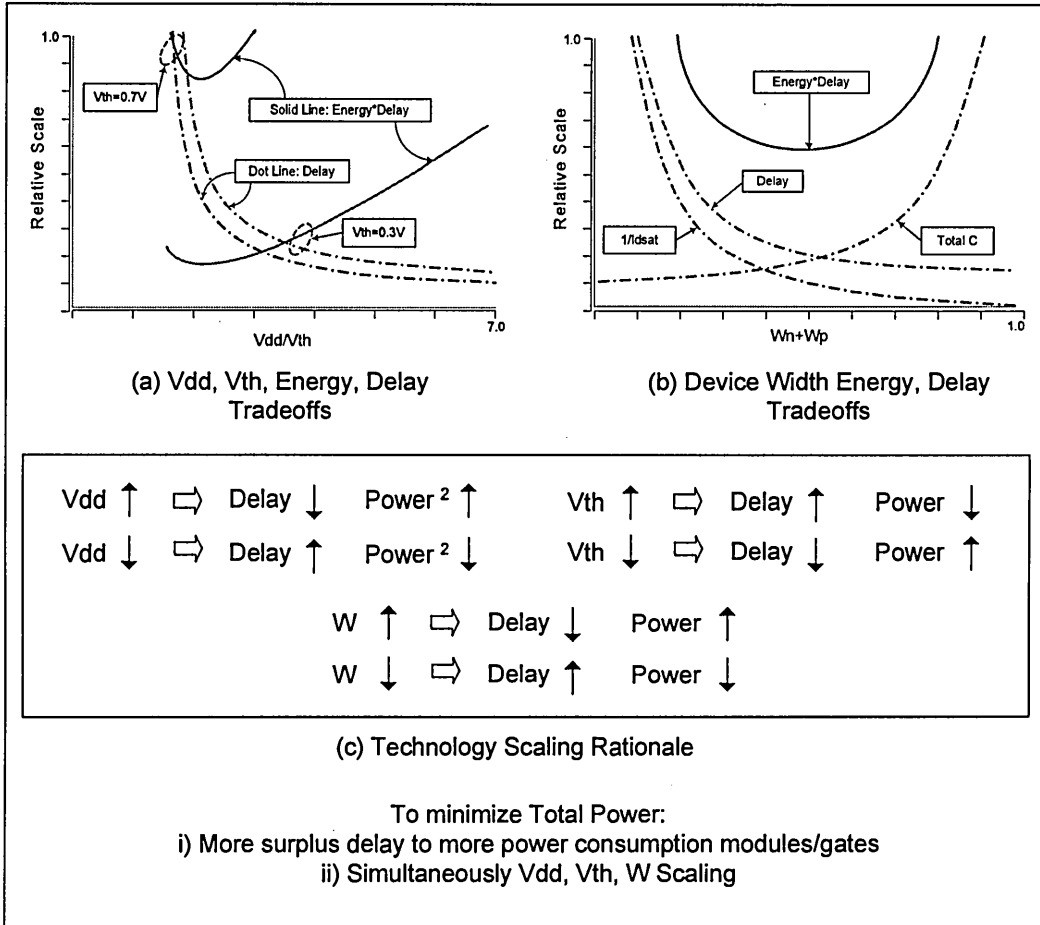 1.0
Vth=0.7V
Solid Line: Energy*Delay
Dot Line: Delay
Vth=0.3V
Relative Scale
7.0
Vdd/Vth
(a) Vdd, Vth, Energy, Delay
Tradeoffs
1.0
Energy*Delay
Delay
1/Idsat
Total C
Relative Scale
1.0
Wn+Wp
(b) Device Width Energy, Delay
Tradeoffs
Vdd ↑ ⇨ Delay ↓ Power ² ↑
Vdd ↓ ⇨ Delay ↑ Power ² ↓
Vth ↑ ⇨ Delay ↑ Power ↓
Vth ↓ ⇨ Delay ↓ Power ↑
W ↑ ⇨ Delay ↓ Power ↑
W ↓ ⇨ Delay ↑ Power ↓
(c) Technology Scaling Rationale
To minimize Total Power:
i) More surplus delay to more power consumption modules/gates
ii) Simultaneously Vdd, Vth, W Scaling